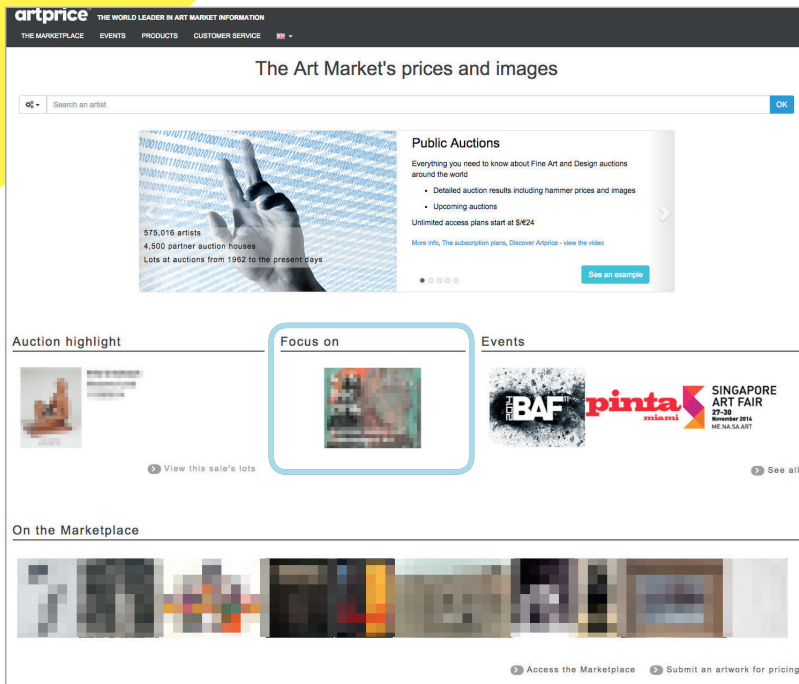 artprice THE WORLD LEADER IN ART MARKET INFORMATION
THE MARKETPLACE EVENTS PRODUCTS CUSTOMER SERVICE
The Art Market's prices and images
Search an artist OK
Public Auctions
Everything you need to know about Fine Art and Design auctions
around the world
• Detailed auction results including hammer prices and images
• Upcoming auctions
Unlimited access plans start at $/€24
More info, The subscription plans, Discover Artprice - view the video
See an example
575,016 artists
4,500 partner auction houses
Lots at auctions from 1962 to the present days
Auction highlight
View this sale's lots
Focus on
Events
BAF
pinta
miami
SINGAPORE
ART FAIR
27-30
November 2014
ME.NA.SA.ART
See all
On the Marketplace
Access the Marketplace Submit an artwork for pricing